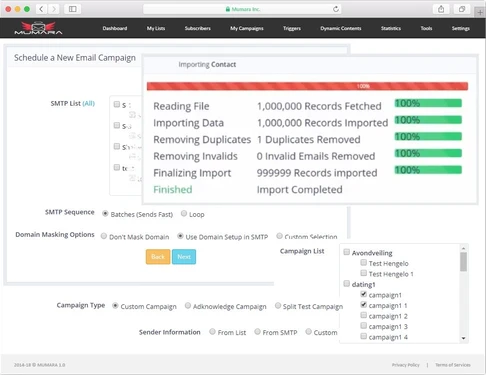 Mumara Inc.
MUMARA
Dashboard My Lists Subscribers My Campaigns Triggers Dynamic Contents Statistics Tools Settings
Schedule a New Email Campaign
Importing Contact
100%
SMTP List (All)
Reading File 1,000,000 Records Fetched 100%
Importing Data 1,000,000 Records Imported 100%
Removing Duplicates 1 Duplicates Removed 100%
Removing Invalids 0 Invalid Emails Removed 100%
Finalizing Import 999999 Records imported 100%
Finished Import Completed
SMTP Sequence Batches (Sends Fast) Loop
Domain Masking Options Don't Mask Domain Use Domain Setup in SMTP Custom Selection
Back Next
Campaign List
Avondveiling
Test Hengelo
Test Hengelo 1
dating1
campaign1
campaign1 1
campaign1 2
campaign1 3
campaign1 4
Campaign Type Custom Campaign Adknowledge Campaign Split Test Campaign
Sender Information From List From SMTP Custom
2016-18 © MUMARA 2.0
Privacy Policy | Terms of Services